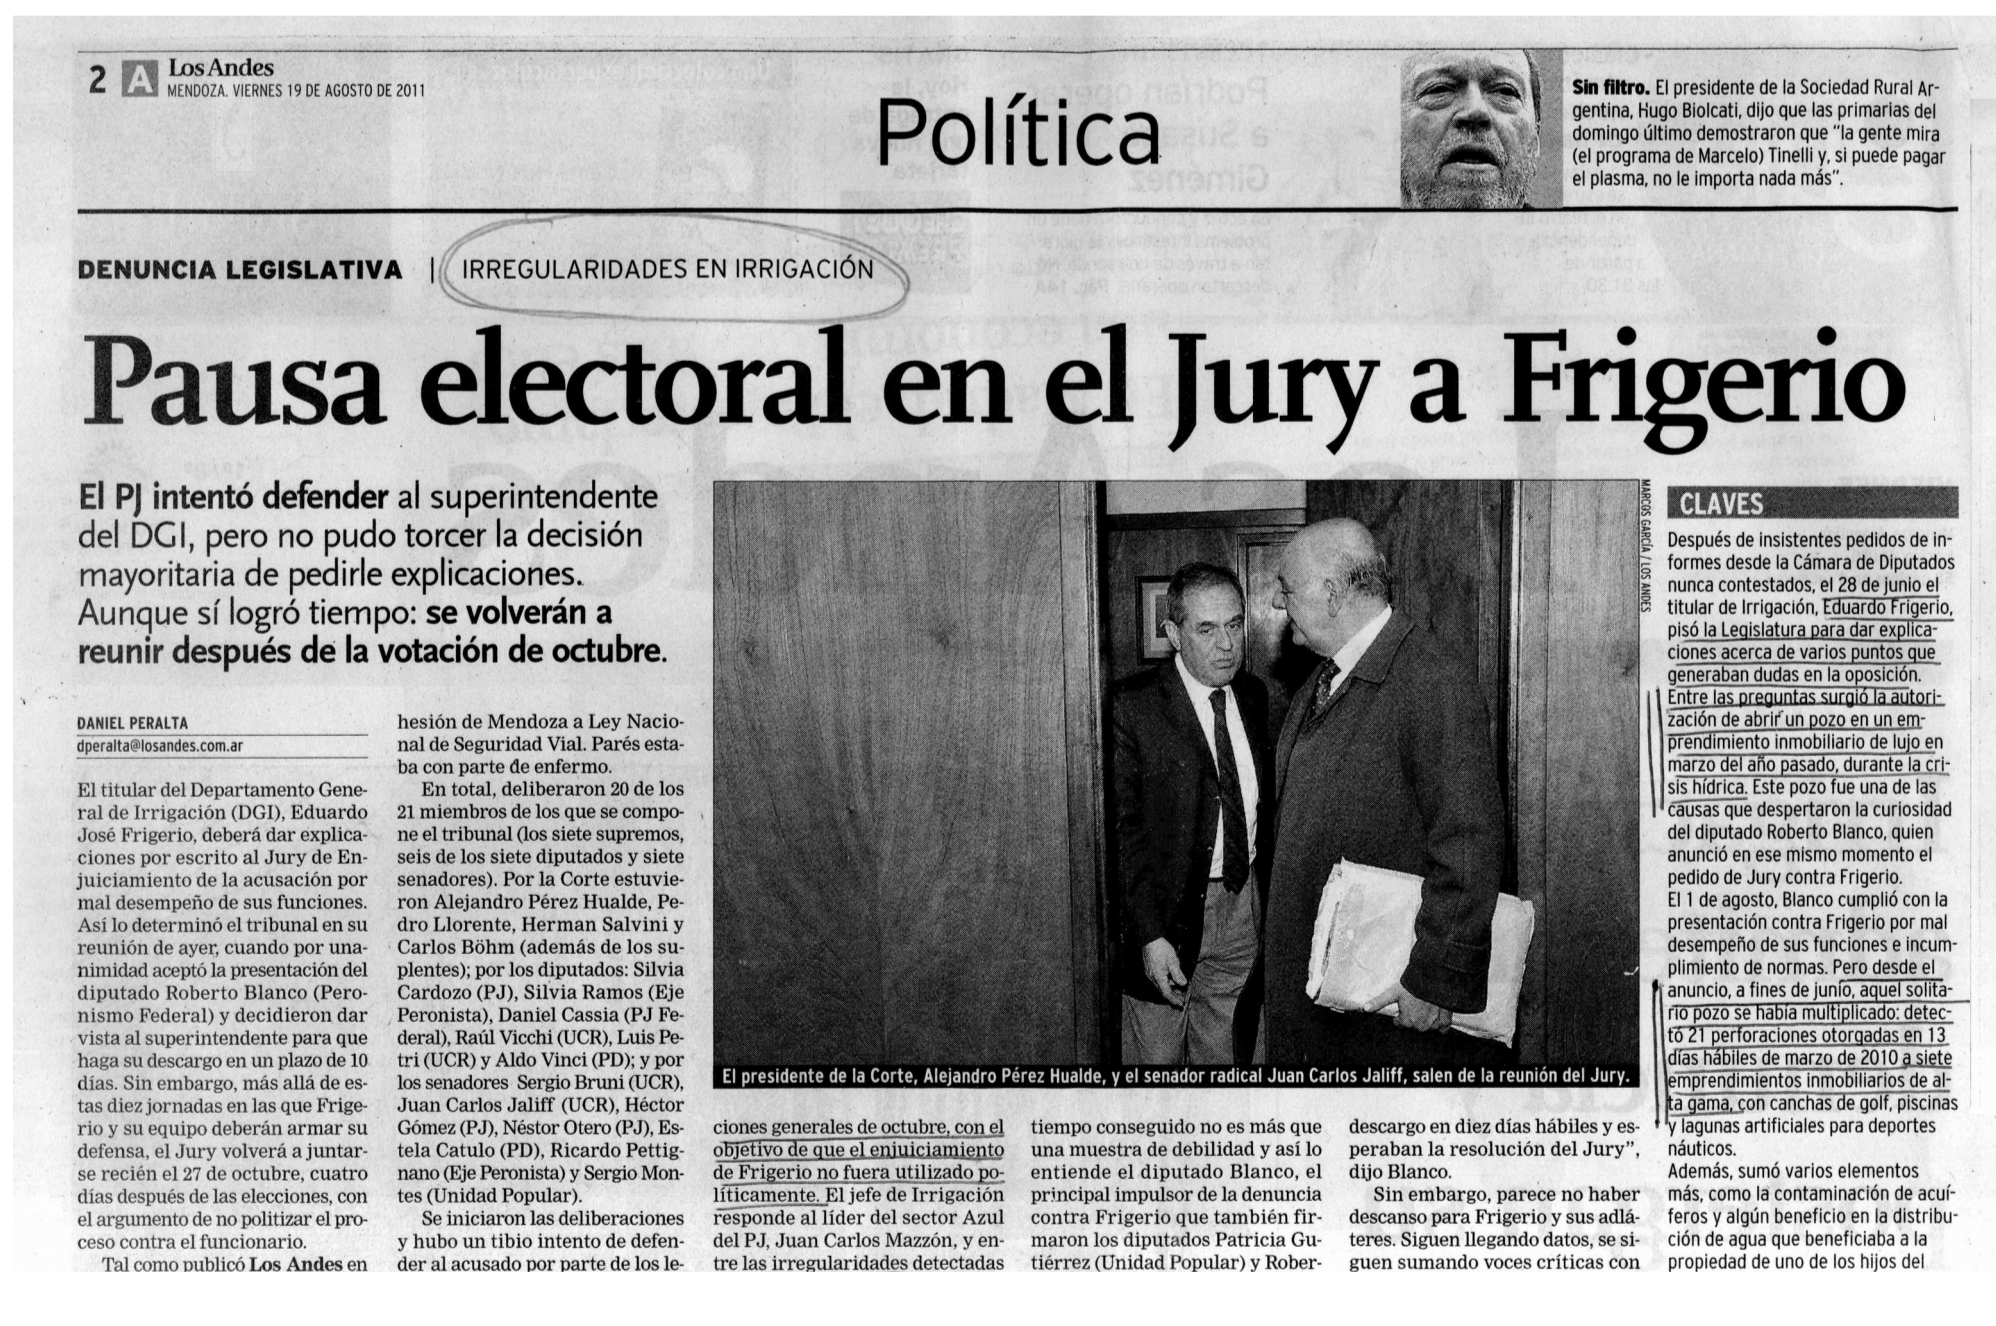 2 A Los Andes
MENDOZA. VIERNES 19 DE AGOSTO DE 2011
Política
Sin filtro. El presidente de la Sociedad Rural Ar-
gentina, Hugo Biolcati, dijo que las primarias del
domingo último demostraron que "la gente mira
(el programa de Marcelo) Tinelli y, si puede pagar
el plasma, no le importa nada más".
DENUNCIA LEGISLATIVA | IRREGULARIDADES EN IRRIGACIÓN
Pausa electoral en el Jury a Frigerio
El PJ intentó defender al superintendente
del DGI, pero no pudo torcer la decisión
mayoritaria de pedirle explicaciones.
Aunque sí logró tiempo: se volverán a
reunir después de la votación de octubre.
DANIEL PERALTA
dperalta@losandes.com.ar
El titular del Departamento Gene-
ral de Irrigación (DGI), Eduardo
José Frigerio, deberá dar explica-
ciones por escrito al Jury de En-
juiciamiento de la acusación por
mal desempeño de sus funciones.
Así lo determinó el tribunal en su
reunión de ayer, cuando por una-
nimidad aceptó la presentación del
diputado Roberto Blanco (Pero-
nismo Federal) y decidieron dar
vista al superintendente para que
haga su descargo en un plazo de 10
días. Sin embargo, más allá de es-
tas diez jornadas en las que Frige-
rio y su equipo deberán armar su
defensa, el Jury volverá a juntar-
se recién el 27 de octubre, cuatro
días después de las elecciones, con
el argumento de no politizar el pro-
ceso contra el funcionario.
Tal como publicó Los Andes en
hesión de Mendoza a Ley Nacio-
nal de Seguridad Vial. Parés esta-
ba con parte de enfermo.
En total, deliberaron 20 de los
21 miembros de los que se compo-
ne el tribunal (los siete supremos,
seis de los siete diputados y siete
senadores). Por la Corte estuvie-
ron Alejandro Pérez Hualde, Pe-
dro Llorente, Herman Salvini y
Carlos Böhm (además de los su-
plentes); por los diputados: Silvia
Cardozo (PJ), Silvia Ramos (Eje
Peronista), Daniel Cassia (PJ Fe-
deral), Raúl Vicchi (UCR), Luis Pe-
tri (UCR) y Aldo Vinci (PD); y por
los senadores Sergio Bruni (UCR),
Juan Carlos Jaliff (UCR), Héctor
Gómez (PJ), Néstor Otero (PJ), Es-
tela Catulo (PD), Ricardo Pettig-
nano (Eje Peronista) y Sergio Mon-
tes (Unidad Popular).
Se iniciaron las deliberaciones
y hubo un tibio intento de defen-
der al acusado por parte de los le-
MARCOS GARCÍA / LOS ANDES
El presidente de la Corte, Alejandro Pérez Hualde, y el senador radical Juan Carlos Jaliff, salen de la reunión del Jury.
ciones generales de octubre, con el
objetivo de que el enjuiciamiento
de Frigerio no fuera utilizado po-
líticamente. El jefe de Irrigación
responde al líder del sector Azul
del PJ, Juan Carlos Mazzón, y en-
tre las irregularidades detectadas
tiempo conseguido no es más que
una muestra de debilidad y así lo
entiende el diputado Blanco, el
principal impulsor de la denuncia
contra Frigerio que también fir-
maron los diputados Patricia Gu-
tiérrez (Unidad Popular) y Rober-
descargo en diez días hábiles y es-
peraban la resolución del Jury",
dijo Blanco.
Sin embargo, parece no haber
descanso para Frigerio y sus adlá-
teres. Siguen llegando datos, se si-
guen sumando voces críticas con
CLAVES
Después de insistentes pedidos de in-
formes desde la Cámara de Diputados
nunca contestados, el 28 de junio el
titular de Irrigación, Eduardo Frigerio,
pisó la Legislatura para dar explica-
ciones acerca de varios puntos que
generaban dudas en la oposición.
Entre las preguntas surgió la autori-
zación de abrir un pozo en un em-
prendimiento inmobiliario de lujo en
marzo del año pasado, durante la cri-
sis hídrica. Este pozo fue una de las
causas que despertaron la curiosidad
del diputado Roberto Blanco, quien
anunció en ese mismo momento el
pedido de Jury contra Frigerio.
El 1 de agosto, Blanco cumplió con la
presentación contra Frigerio por mal
desempeño de sus funciones e incum-
plimiento de normas. Pero desde el
anuncio, a fines de junio, aquel solita-
rio pozo se había multiplicado: detec-
tó 21 perforaciones otorgadas en 13
días hábiles de marzo de 2010 a siete
emprendimientos inmobiliarios de al-
ta gama, con canchas de golf, piscinas
y lagunas artificiales para deportes
náuticos.
Además, sumó varios elementos
más, como la contaminación de acuí-
feros y algún beneficio en la distribu-
ción de agua que beneficiaba a la
propiedad de uno de los hijos del